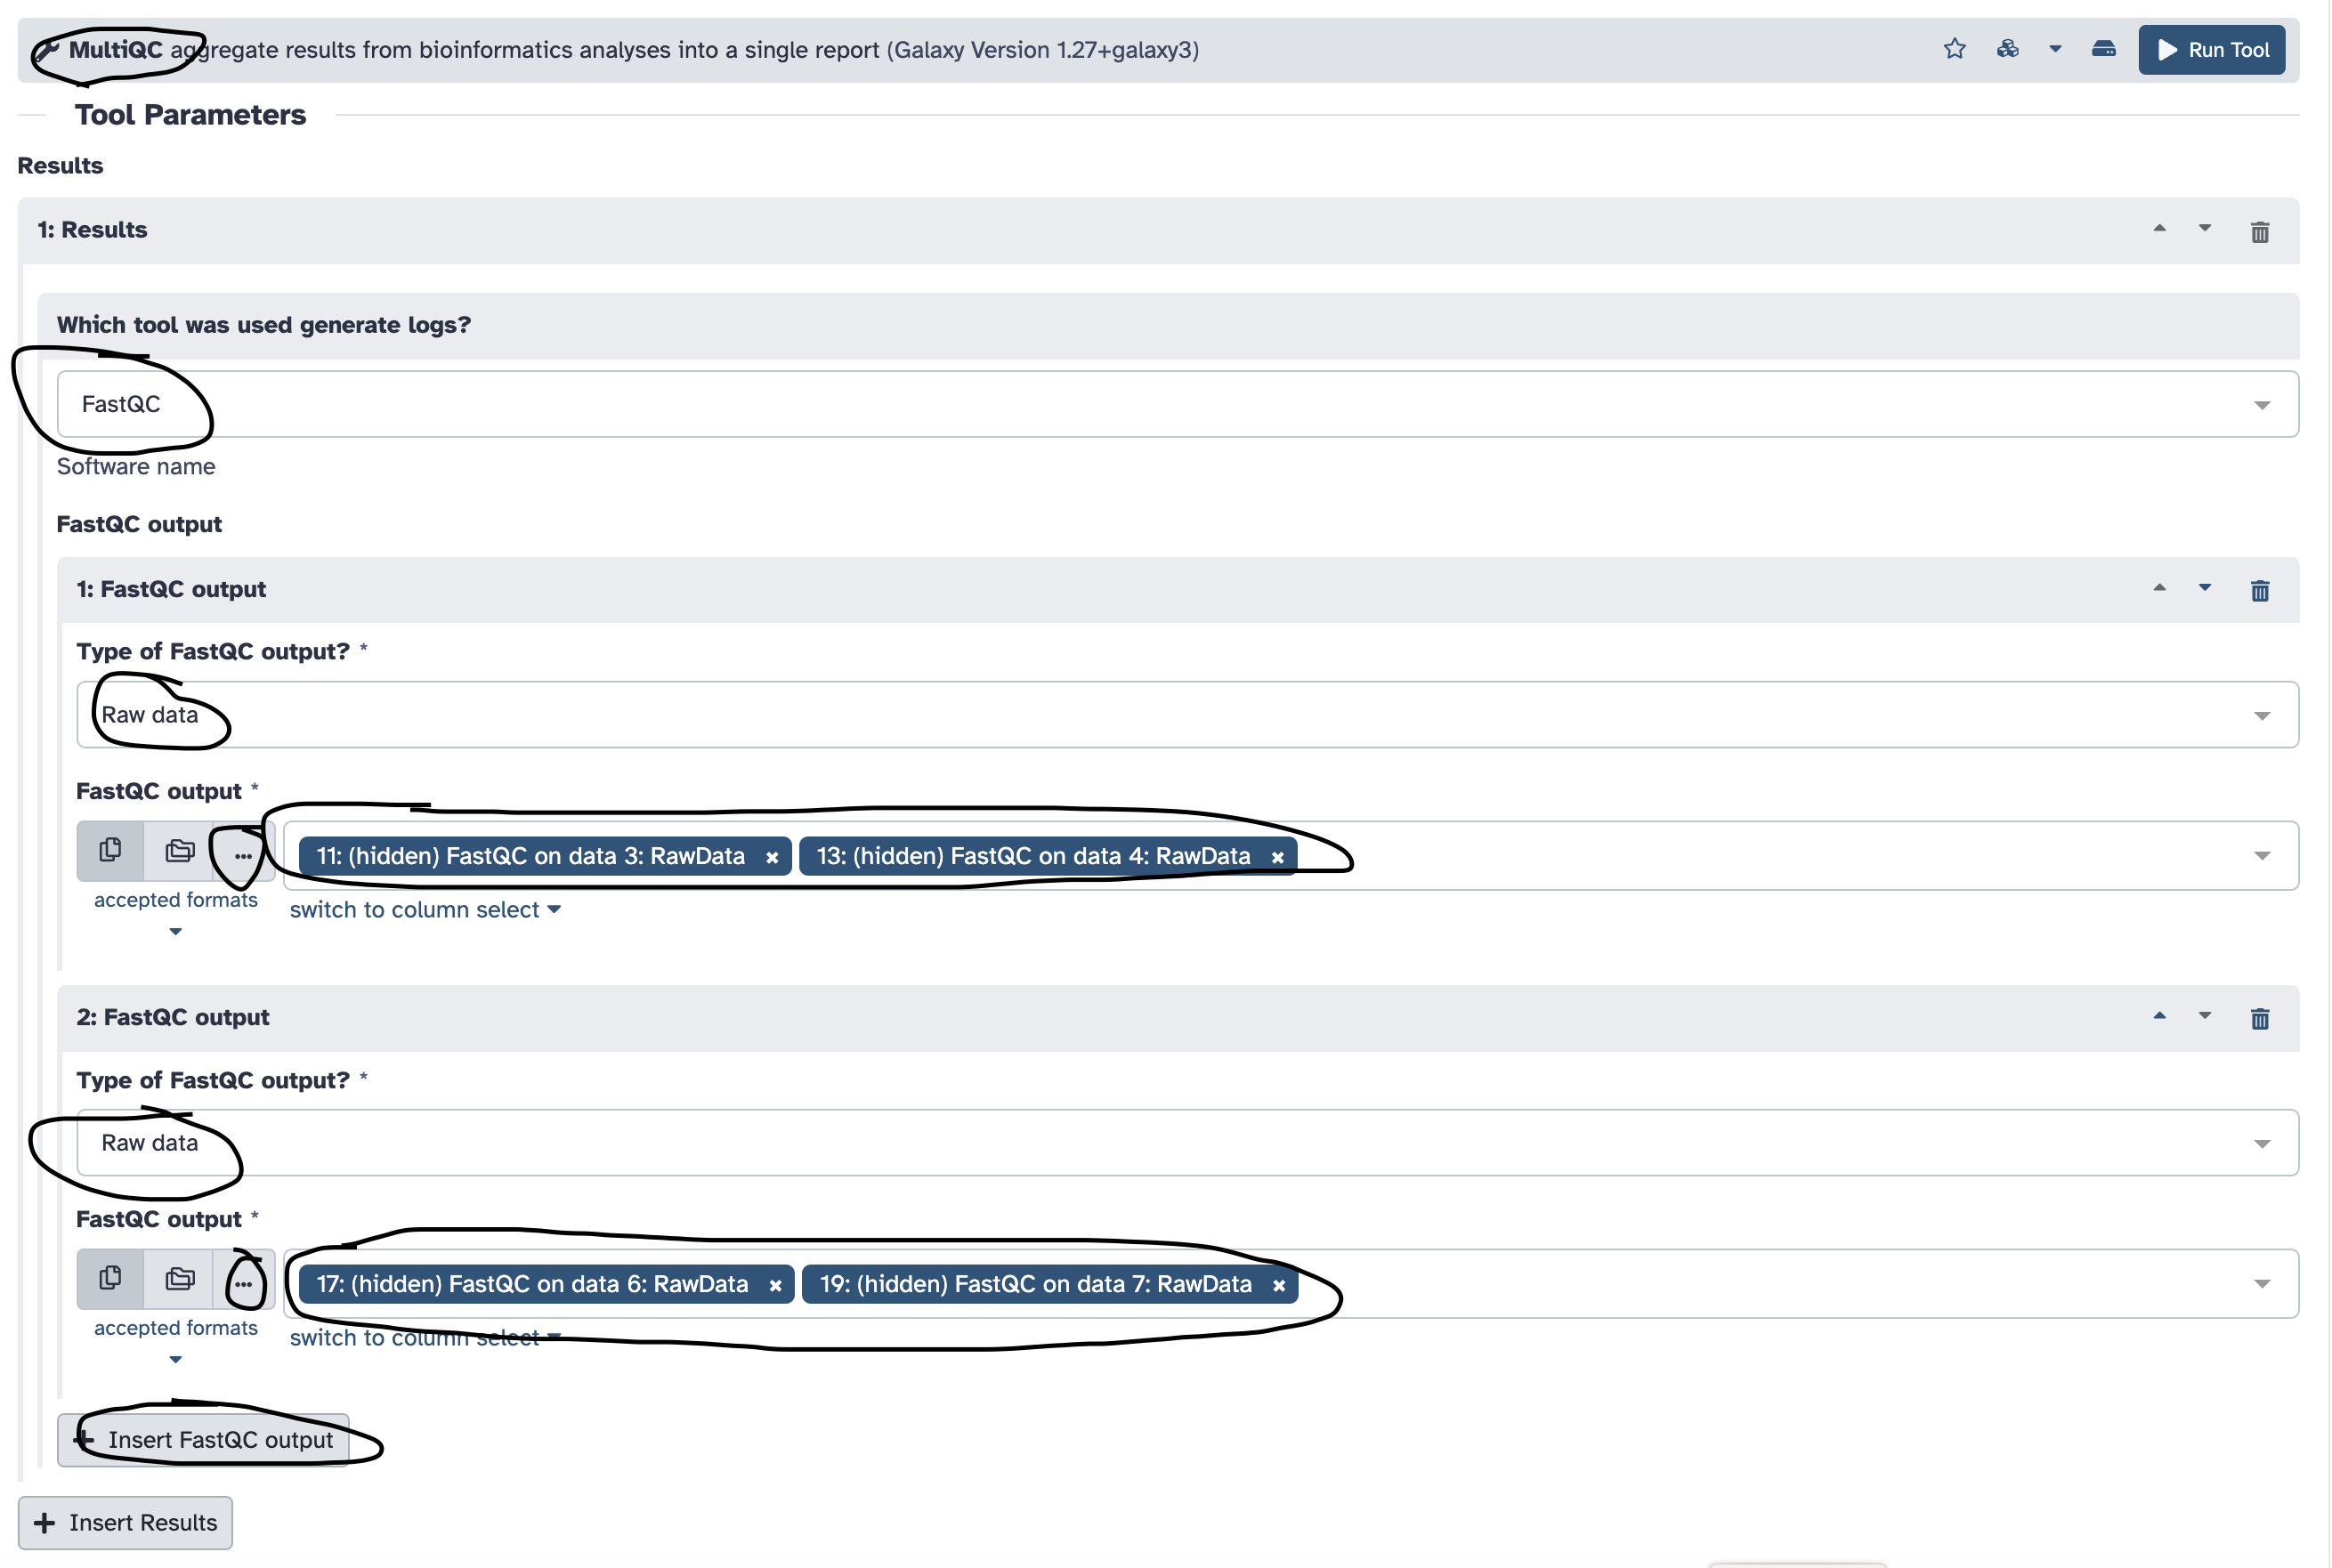 MultiQC aggregate results from bioinformatics analyses into a single report (Galaxy Version 1.27+galaxy3) Run Tool
Tool Parameters
Results
1: Results
Which tool was used generate logs?
FastQC
Software name
FastQC output
1: FastQC output
Type of FastQC output? *
Raw data
FastQC output *
... 11: (hidden) FastQC on data 3: RawData × 13: (hidden) FastQC on data 4: RawData ×
accepted formats switch to column select
2: FastQC output
Type of FastQC output? *
Raw data
FastQC output *
... 17: (hidden) FastQC on data 6: RawData × 19: (hidden) FastQC on data 7: RawData ×
accepted formats switch to column select
+ Insert FastQC output
+ Insert Results